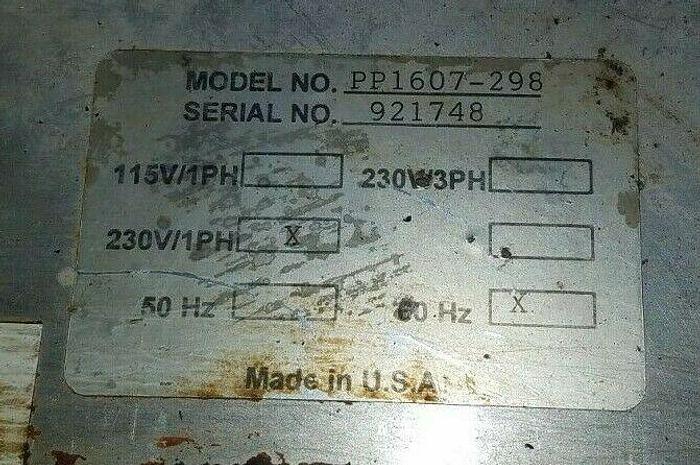 MODEL NO. PP1607-298
SERIAL NO. 921748
115V/1PH 230V/3PH
230V/1PH X
50 Hz 60 Hz X
Made in U.S.A.